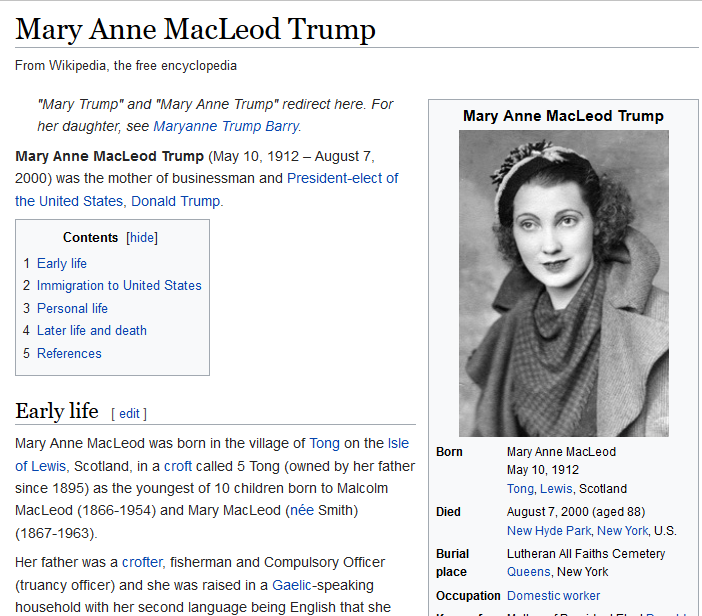 Mary Anne MacLeod Trump
From Wikipedia, the free encyclopedia
"Mary Trump" and "Mary Anne Trump" redirect here. For
her daughter, see Maryanne Trump Barry.
Mary Anne MacLeod Trump (May 10, 1912 – August 7,
2000) was the mother of businessman and President-elect of
the United States, Donald Trump.
Contents [hide]
1 Early life
2 Immigration to United States
3 Personal life
4 Later life and death
5 References
Early life [ edit ]
Mary Anne MacLeod was born in the village of Tong on the Isle
of Lewis, Scotland, in a croft called 5 Tong (owned by her father
since 1895) as the youngest of 10 children born to Malcolm
MacLeod (1866-1954) and Mary MacLeod (née Smith)
(1867-1963).
Her father was a crofter, fisherman and Compulsory Officer
(truancy officer) and she was raised in a Gaelic-speaking
household with her second language being English that she
Mary Anne MacLeod Trump
Born Mary Anne MacLeod
May 10, 1912
Tong, Lewis, Scotland
Died August 7, 2000 (aged 88)
New Hyde Park, New York, U.S.
Burial Lutheran All Faiths Cemetery
place Queens, New York
Occupation Domestic worker